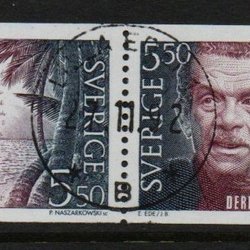 SVERIGE
5 50
P. NASZARKOWSKI sc.
5 50
SVERIGE
E. EDE / J B
DER